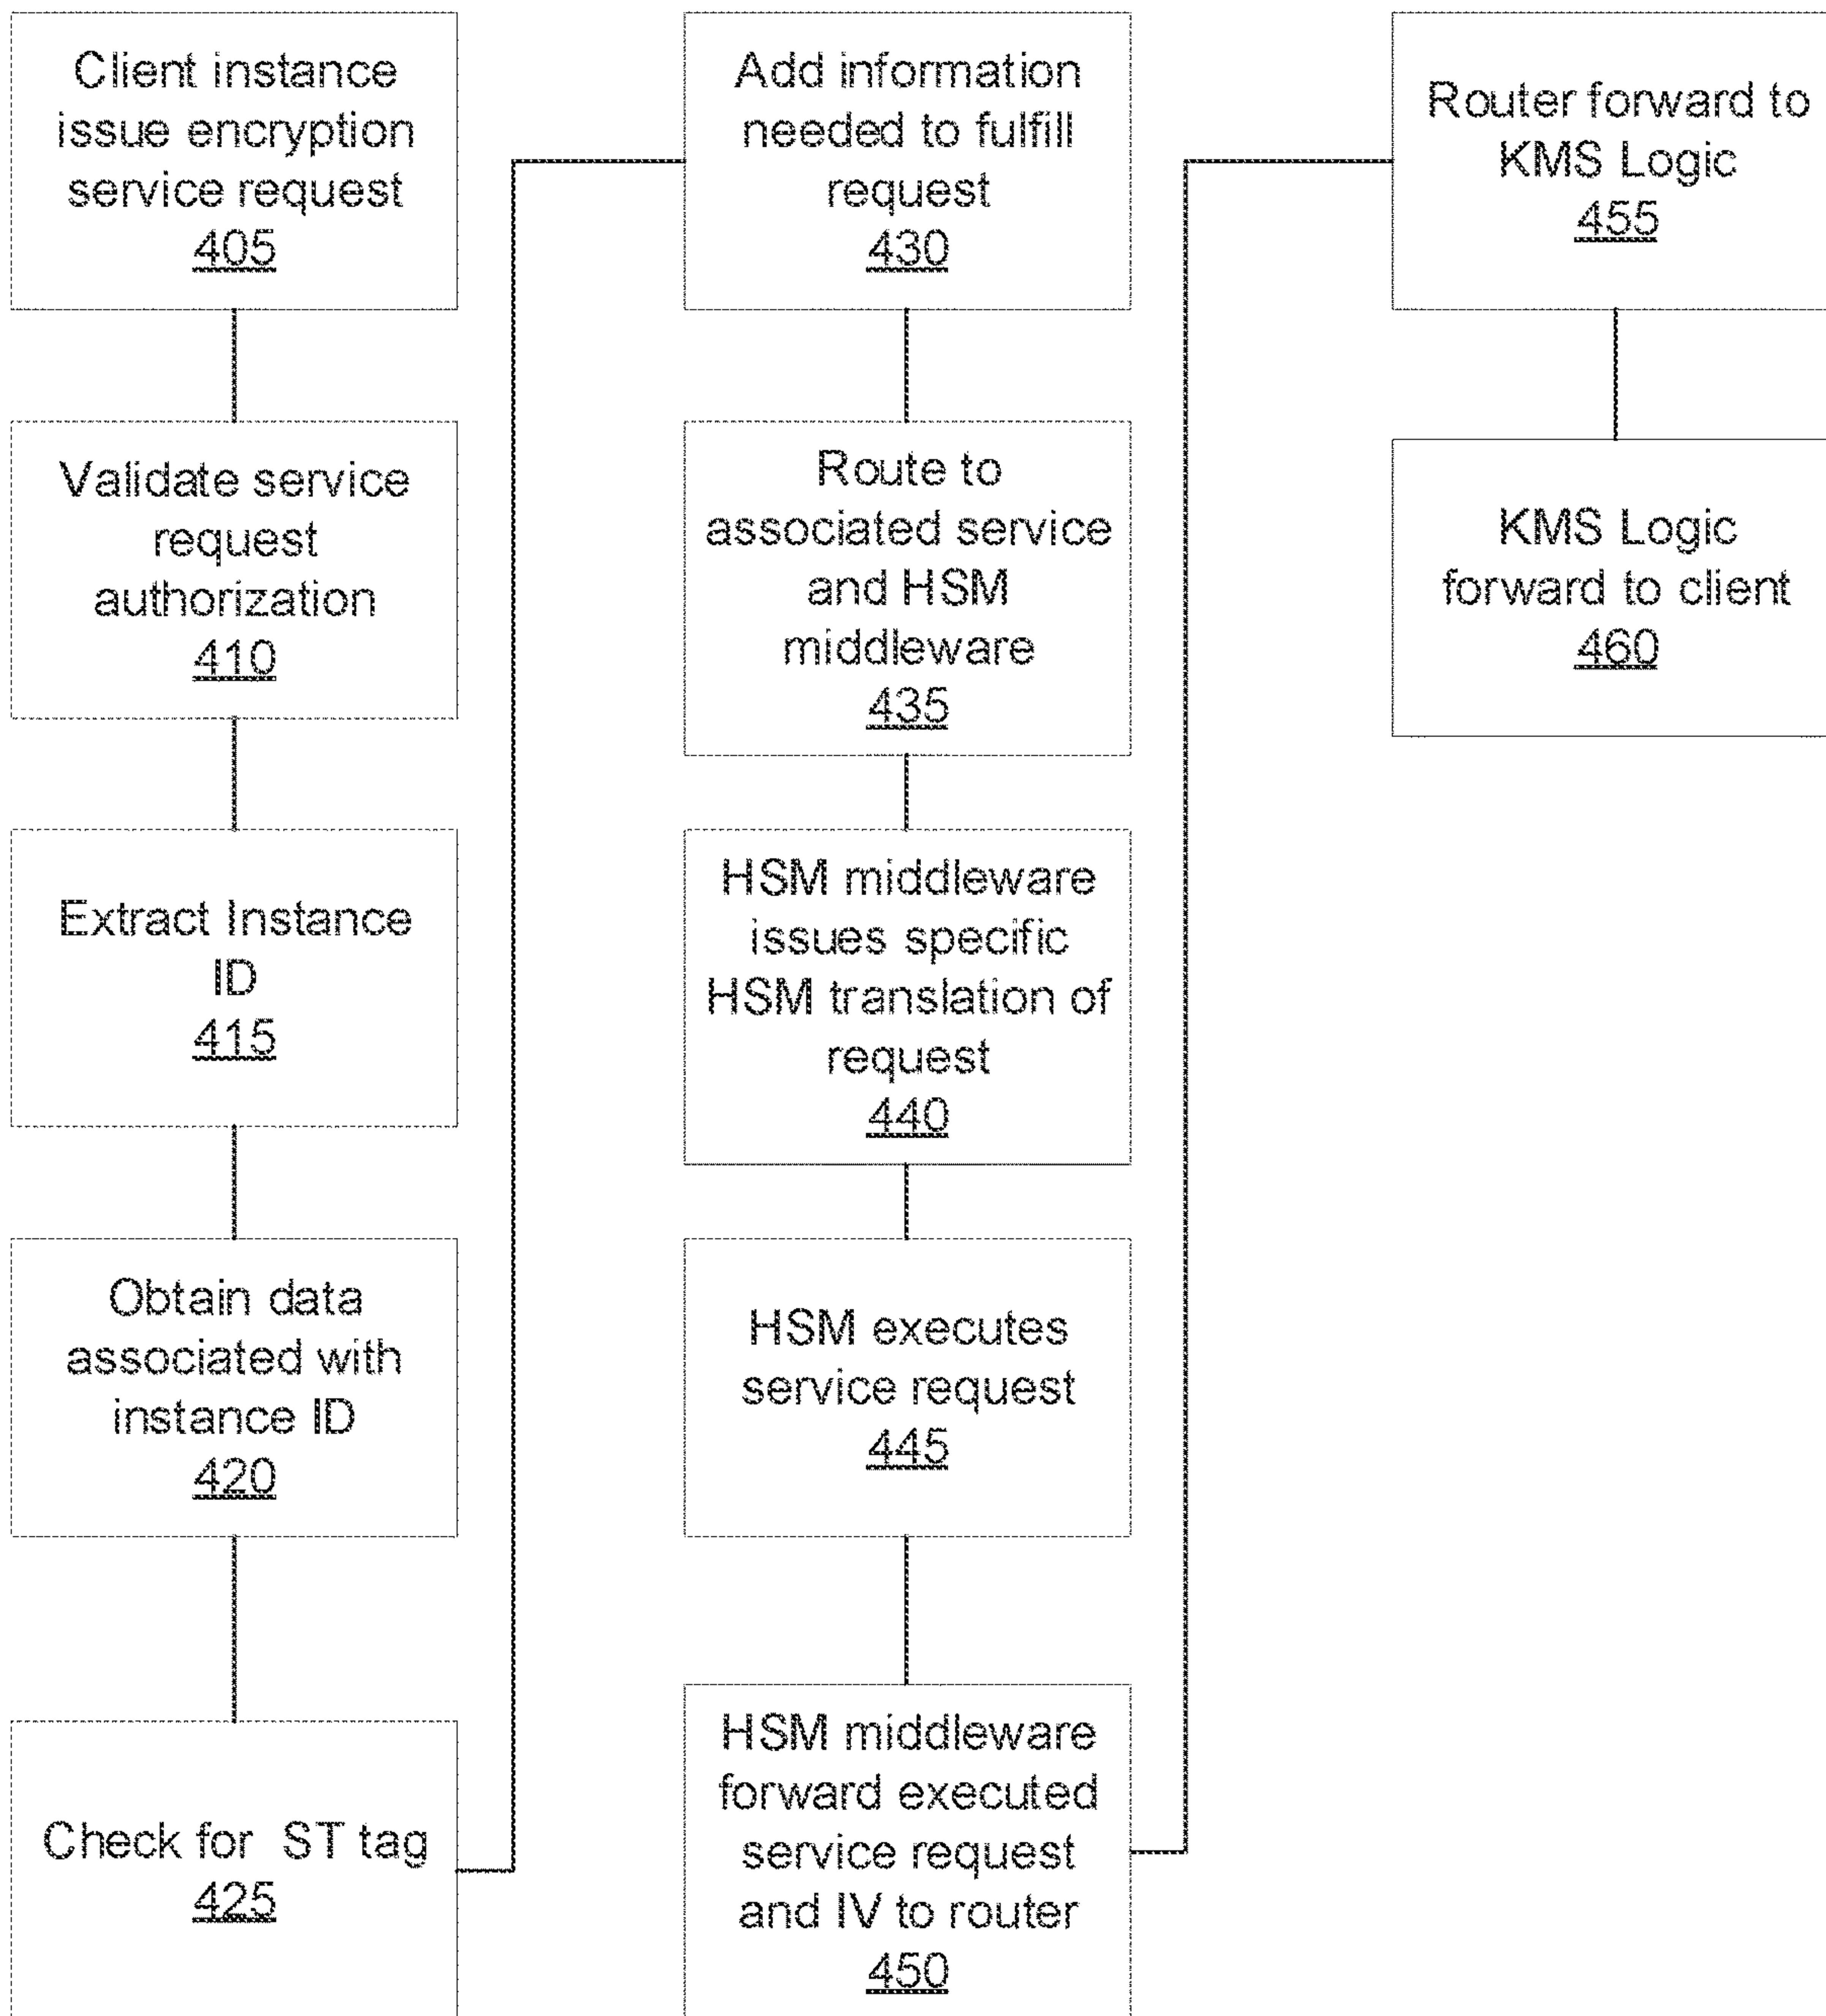 Client instance
issue encryption
service request
405
Validate service
request
authorization
410
Extract Instance
ID
415
Obtain data
associated with
instance ID
420
Check for ST tag
425
Add information
needed to fulfill
request
430
Route to
associated service
and HSM
middleware
435
HSM middleware
issues specific
HSM translation of
request
440
HSM executes
service request
445
HSM middleware
forward executed
service request
and IV to router
450
Router forward to
KMS Logic
455
KMS Logic
forward to client
460